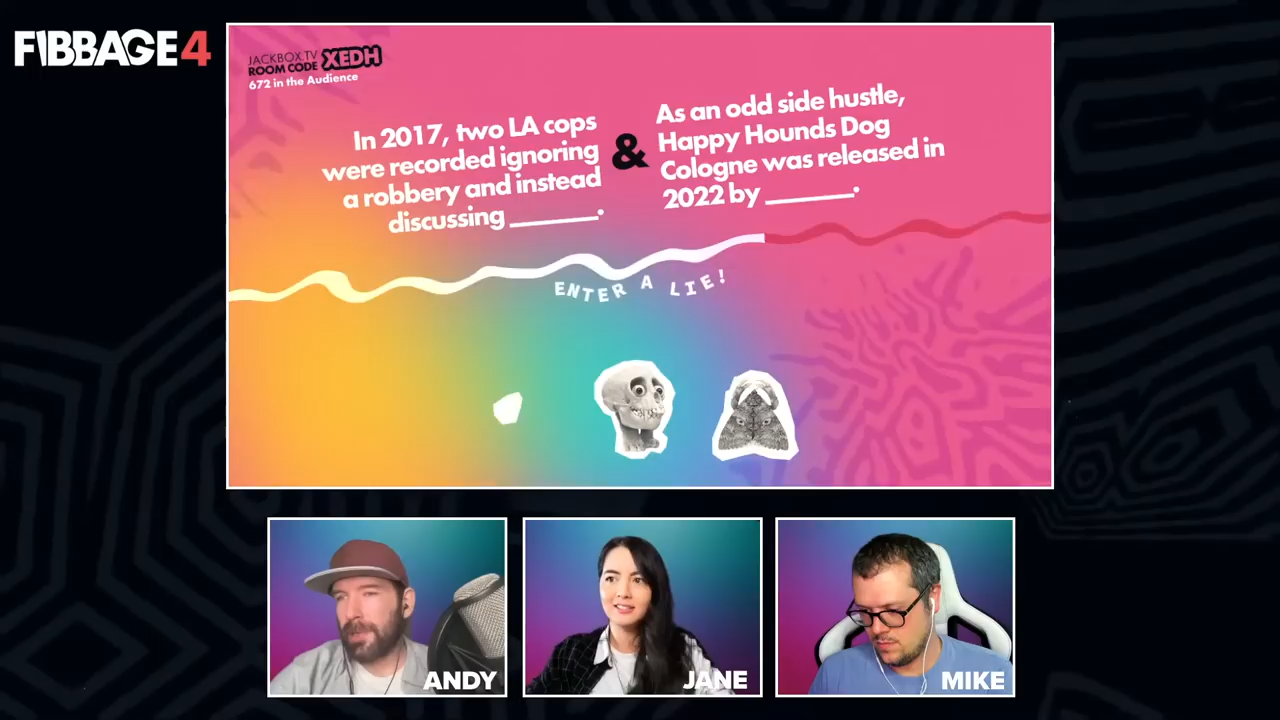 FIBBAGE 4
JACKBOX.TV
ROOM CODE XEDH
672 in the Audience
In 2017, two LA cops
were recorded ignoring
a robbery and instead
discussing ______.
&
As an odd side hustle,
Happy Hounds Dog
Cologne was released in
2022 by ______.
ENTER A LIE!
ANDY
JANE
MIKE